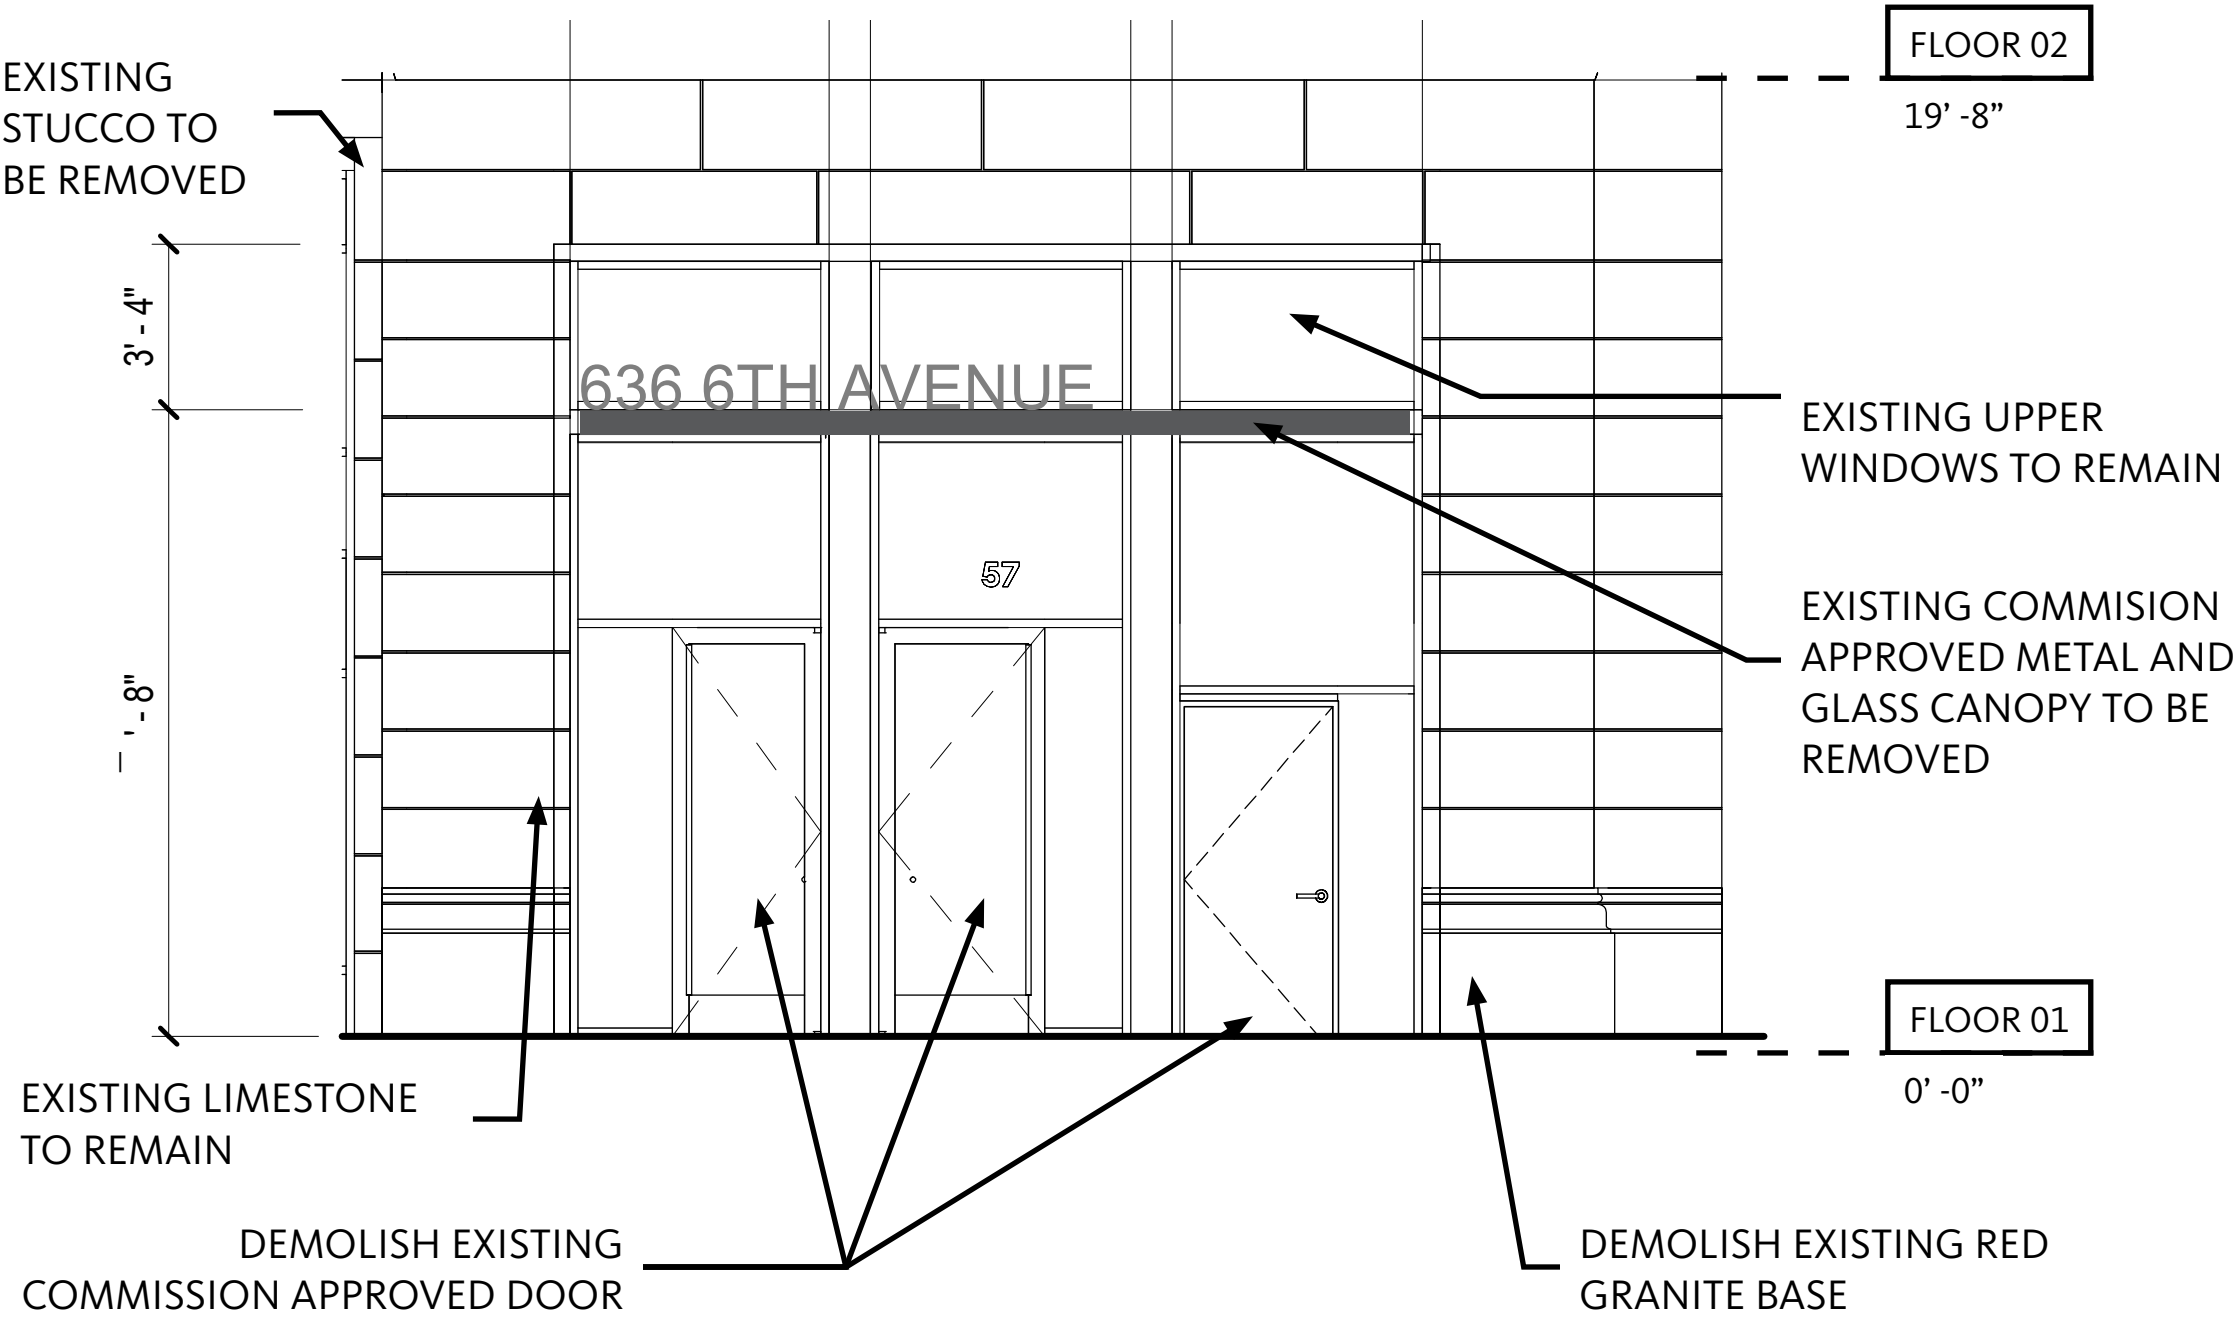 FLOOR 02
19’ -8”
EXISTING
STUCCO TO
BE REMOVED
3' - 4"
636 6TH AVENUE
EXISTING UPPER
WINDOWS TO REMAIN
57
EXISTING COMMISION
APPROVED METAL AND
GLASS CANOPY TO BE
REMOVED
' - 8"
FLOOR 01
0’ -0”
EXISTING LIMESTONE
TO REMAIN
DEMOLISH EXISTING
COMMISSION APPROVED DOOR
DEMOLISH EXISTING RED
GRANITE BASE